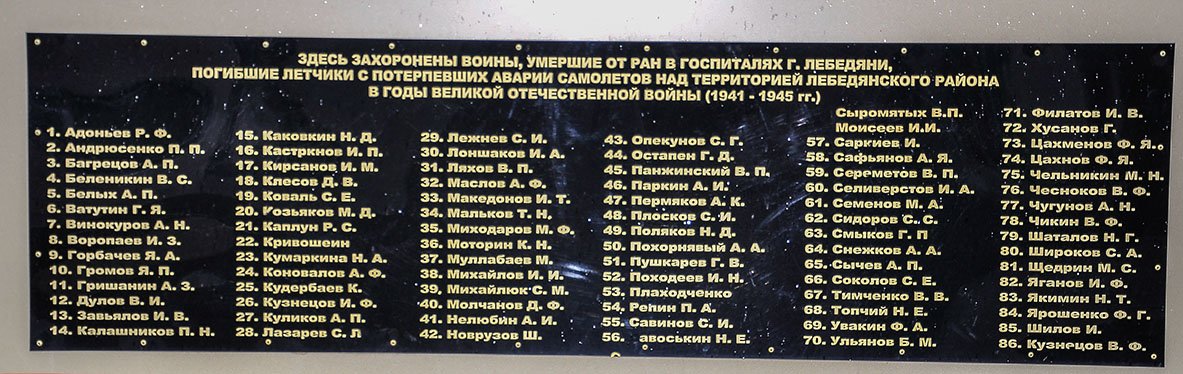 ЗДЕСЬ ЗАХОРОНЕНЫ ВОИНЫ, УМЕРШИЕ ОТ РАН В ГОСПИТАЛЯХ Г. ЛЕБЕДЯНИ,
ПОГИБШИЕ ЛЕТЧИКИ С ПОТЕРПЕВШИХ АВАРИИ САМОЛЕТОВ НАД ТЕРРИТОРИЕЙ ЛЕБЕДЯНСКОГО РАЙОНА
В ГОДЫ ВЕЛИКОЙ ОТЕЧЕСТВЕННОЙ ВОЙНЫ (1941 - 1945 гг.)
1. Адоньев Р. Ф.
2. Андрюсенко П. П.
3. Багрецов А. П.
4. Беленикин В. С.
5. Белых А. П.
6. Ватутин Г. Я.
7. Винокуров А. Н.
8. Воропаев И. З.
9. Горбачев Я. А.
10. Громов Я. П.
11. Гришанин А. З.
12. Дулов В. И.
13. Завьялов И. В.
14. Калашников П. Н.
15. Каковкин Н. Д.
16. Кастркнов И. П.
17. Кирсанов И. М.
18. Клесов Д. В.
19. Коваль С. Е.
20. Козьяков М. Д.
21. Каплун Р. С.
22. Кривошеин
23. Кумаркина Н. А.
24. Коновалов А. Ф.
25. Кудербаев К.
26. Кузнецов И. Ф.
27. Куликов А. П.
28. Лазарев С. Л
29. Лежнев С. И.
30. Лоншаков И. А.
31. Ляхов В. П.
32. Маслов А. Ф.
33. Македонов И. Т.
34. Мальков Т. Н.
35. Миходаров М. Ф.
36. Моторин К. Н.
37. Муллабаев М.
38. Михайлов И. И.
39. Михайлюк С. М.
40. Молчанов Д. Ф.
41. Нелюбин А. И.
42. Новрузов Ш.
43. Опекунов С. Г.
44. Остапен Г. Д.
45. Панжинский В. П.
46. Паркин А. И.
47. Пермяков А. К.
48. Плосков С. И.
49. Поляков Н. Д.
50. Похорнявый А. А.
51. Пушкарев Г. В.
52. Походеев И. Н.
53. Плаходченко
54. Репин П. А.
55. Савинов С. И.
56. авоськин Н. Е.
Сыромятых В.П.
Моисеев И.И.
57. Саркиев И.
58. Сафьянов А. Я.
59. Сереметов В. П.
60. Селиверстов И. А.
61. Семенов М. А.
62. Сидоров С. С.
63. Смыков Г. П
64. Снежков А. А.
65. Сычев А. П.
66. Соколов С. Е.
67. Тимченко В. В.
68. Топчий Н. Е.
69. Увакин Ф. А.
70. Ульянов Б. М.
71. Филатов И. В.
72. Хусанов Г.
73. Цахменов Ф. Я.
74. Цахнов Ф. Я.
75. Чельникин М. Н.
76. Чесноков В. Ф.
77. Чугунов А. Н.
78. Чикин В. Ф.
79. Шаталов Н. Г.
80. Широков С. А.
81. Щедрин М. С.
82. Яганов И. Ф.
83. Якимин Н. Т.
84. Ярошенко Ф. Г.
85. Шилов И.
86. Кузнецов В. Ф.